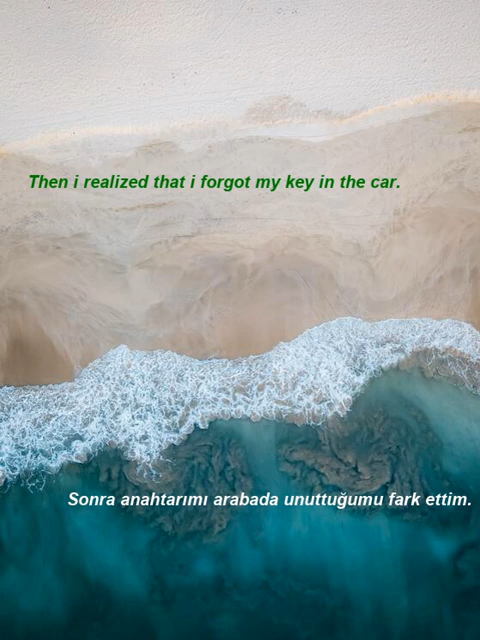 Then i realized that i forgot my key in the car.
Sonra anahtarımı arabada unuttuğumu fark ettim.